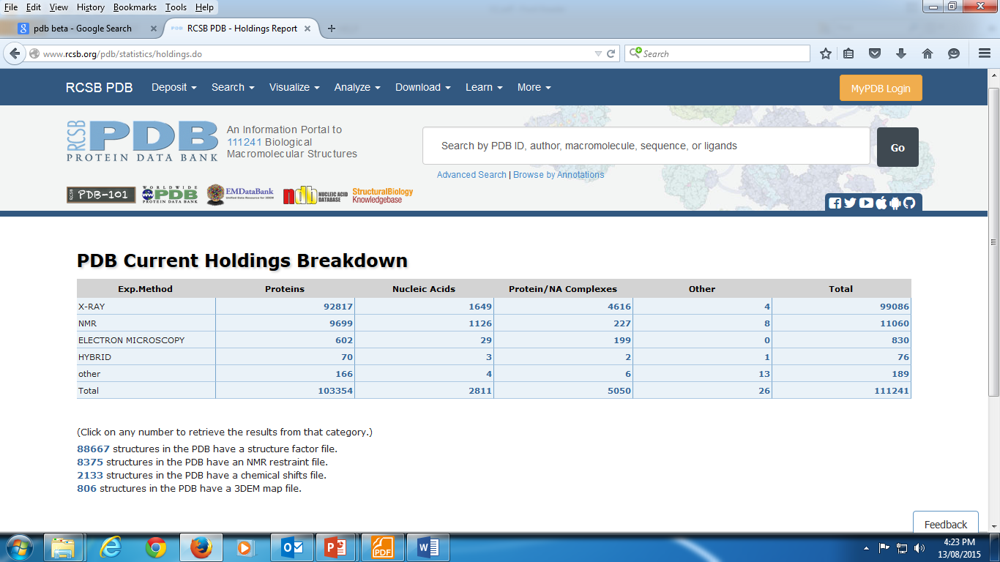 File Edit View History Bookmarks Tools Help
pdb beta - Google Search
RCSB PDB - Holdings Report
www.rcsb.org/pdb/statistics/holdings.do
Search
RCSB PDB Deposit Search Visualize Analyze Download Learn More MyPDB Login
RCSB PDB
PROTEIN DATA BANK
An Information Portal to
111241 Biological
Macromolecular Structures
Search by PDB ID, author, macromolecule, sequence, or ligands
Go
Advanced Search | Browse by Annotations
RCSB PDB-101
WORLDWIDE
PDB
PROTEIN DATA BANK
EMDataBank
Unified Data Resource for 3DEM
ndb NUCLEIC ACID
DATABASE
StructuralBiology
Knowledgebase
PDB Current Holdings Breakdown
Exp.Method Proteins Nucleic Acids Protein/NA Complexes Other Total
X-RAY 92817 1649 4616 4 99086
NMR 9699 1126 227 8 11060
ELECTRON MICROSCOPY 602 29 199 0 830
HYBRID 70 3 2 1 76
other 166 4 6 13 189
Total 103354 2811 5050 26 111241
(Click on any number to retrieve the results from that category.)
88667 structures in the PDB have a structure factor file.
8375 structures in the PDB have an NMR restraint file.
2133 structures in the PDB have a chemical shifts file.
806 structures in the PDB have a 3DEM map file.
Feedback
PDF
4:23 PM
13/08/2015